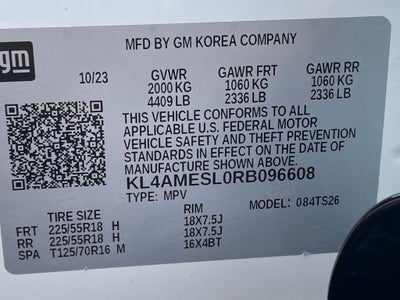 gm
MFD BY GM KOREA COMPANY
10/23 GVWR GAWR FRT GAWR RR
2000 KG 1060 KG 1060 KG
4409 LB 2336 LB 2336 LB
THIS VEHICLE CONFORMS TO ALL
APPLICABLE U.S. FEDERAL MOTOR
VEHICLE SAFETY AND THEFT PREVENTION
STANDARDS IN EFFECT ON THE DATE OF
MANUFACTURE SHOWN ABOVE.
KL4AMESL0RB096608
TYPE: MPV MODEL: 084TS26
TIRE SIZE RIM
FRT 225/55R18 H 18X7.5J
RR 225/55R18 H 18X7.5J
SPA T125/70R16 M 16X4BT